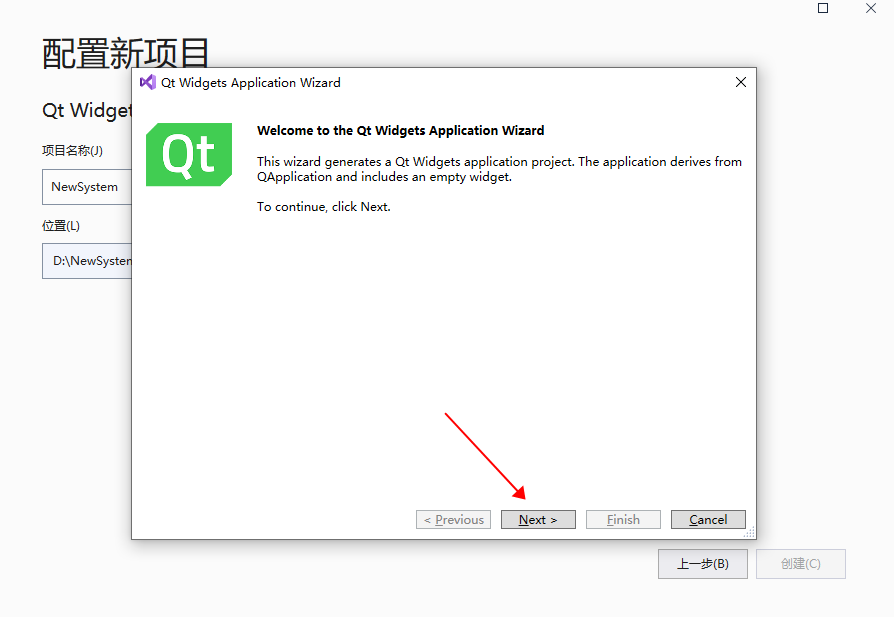 配置新项目
Qt Widgets Application Wizard
Qt Widget
Welcome to the Qt Widgets Application Wizard
Qt
项目名称(J)
This wizard generates a Qt Widgets application project. The application derives from
QApplication and includes an empty widget.
NewSystem
To continue, click Next.
位置(L)
D:\NewSystem
< Previous
Next >
Finish
Cancel
上一步(B)
创建(C)